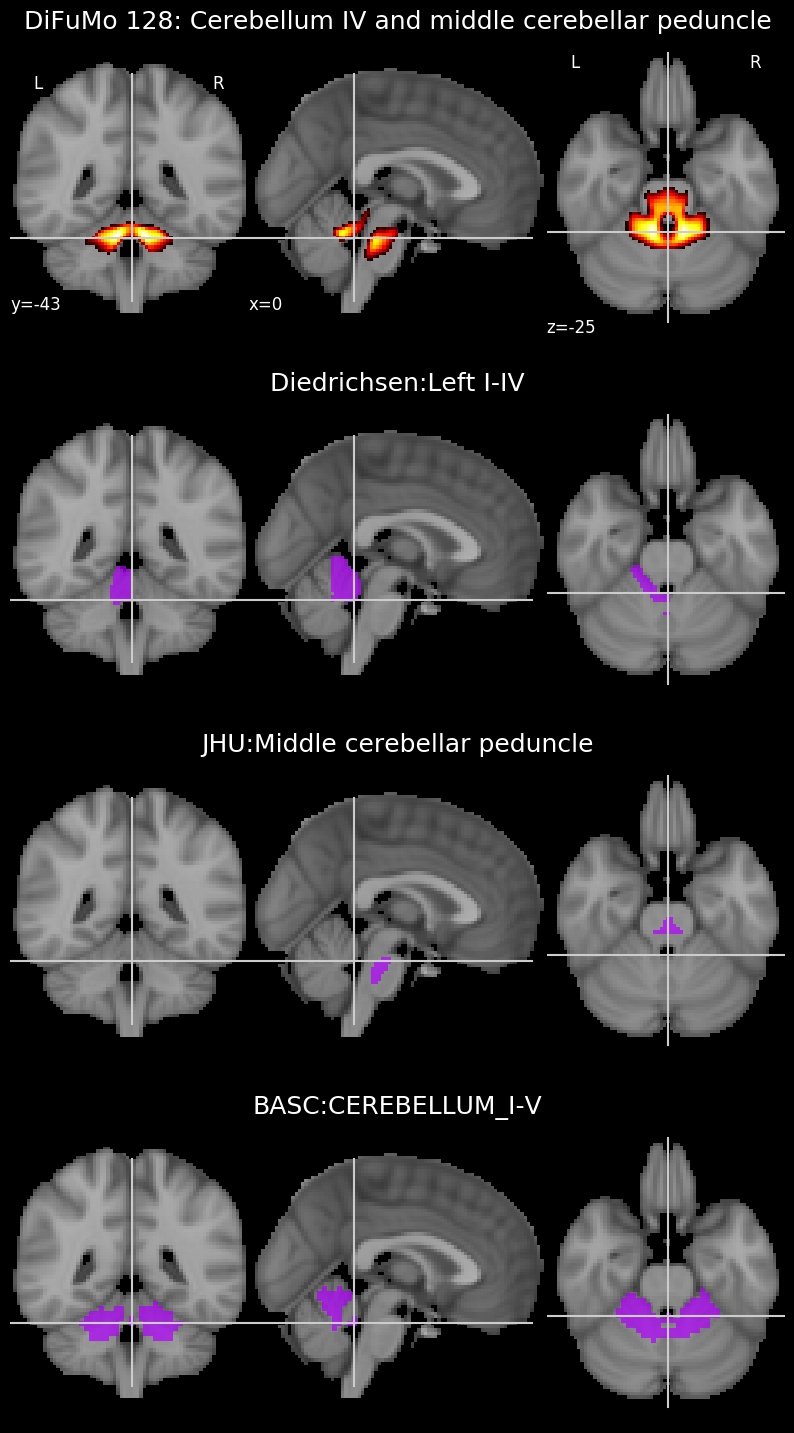 DiFuMo 128: Cerebellum IV and middle cerebellar peduncle
L R L R
y=-43 x=0 z=-25
Diedrichsen:Left I-IV
JHU:Middle cerebellar peduncle
BASC:CEREBELLUM_I-V